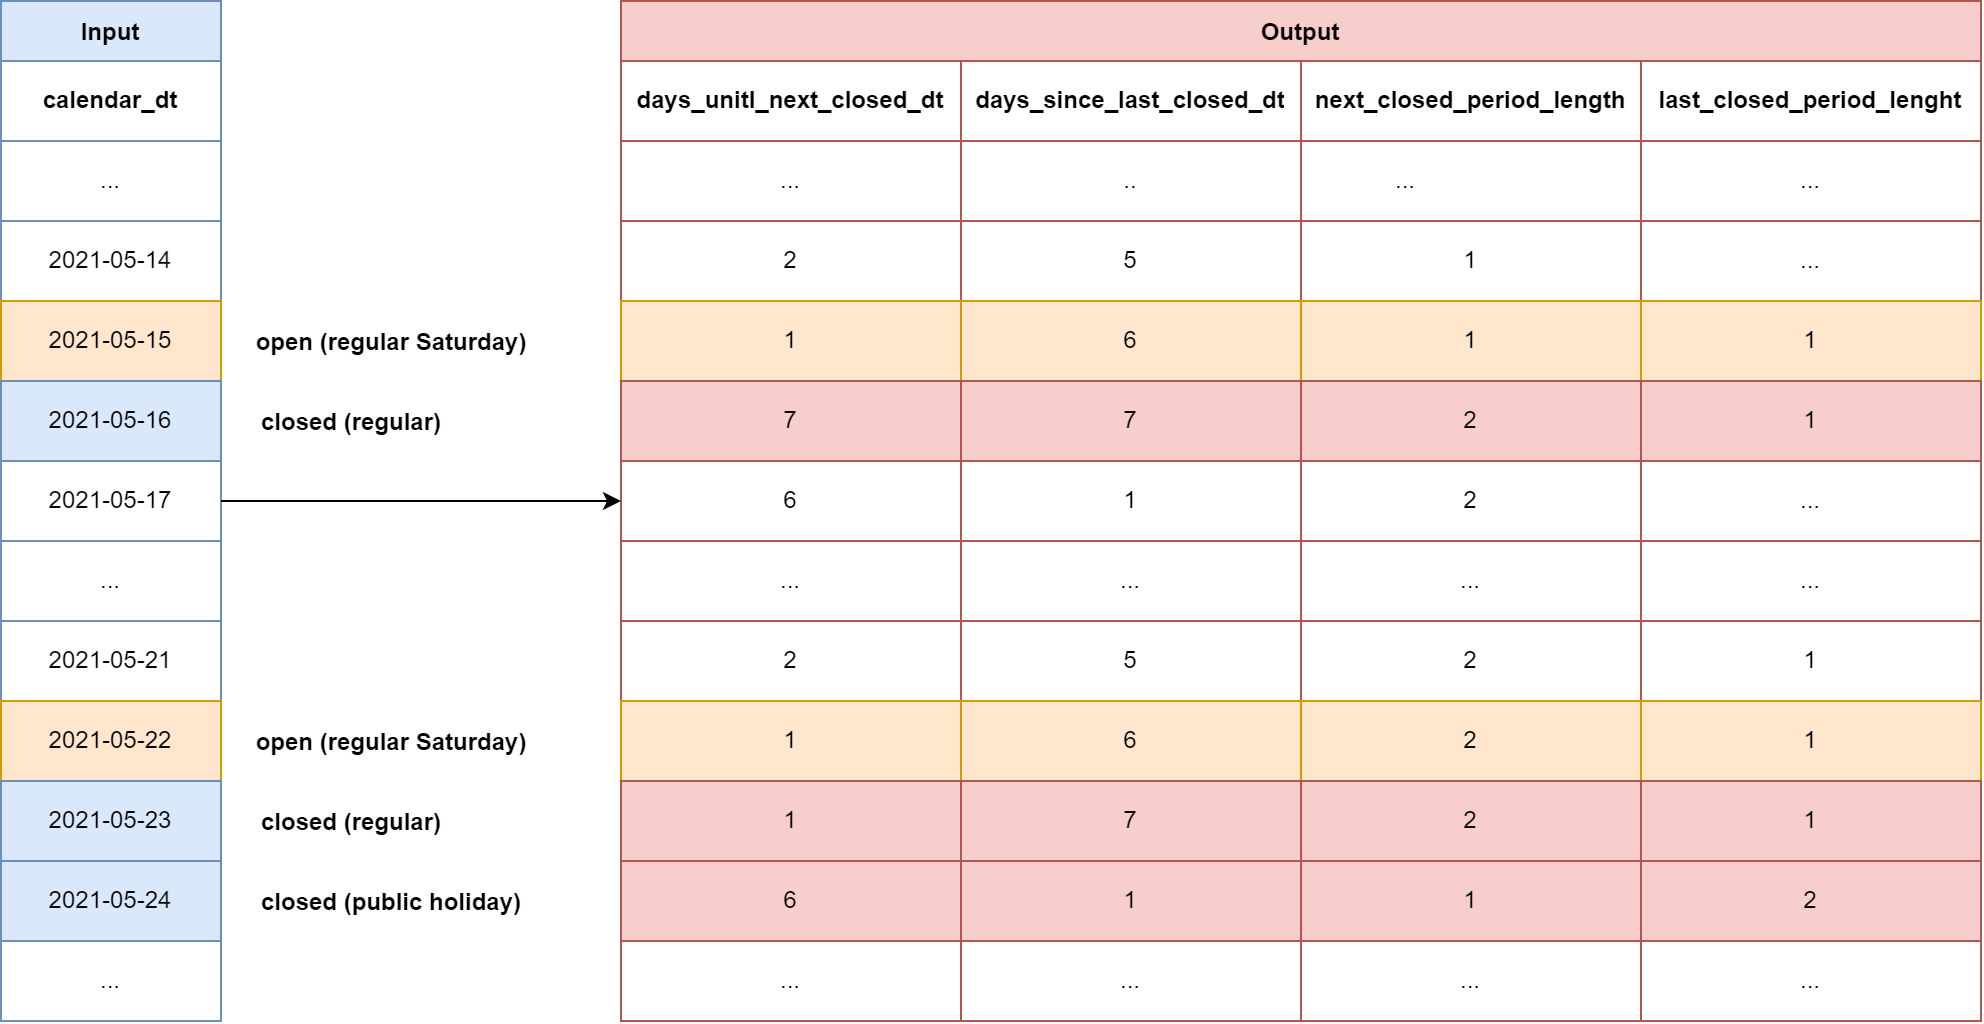 Input Output
calendar_dt days_unitl_next_closed_dt days_since_last_closed_dt next_closed_period_length last_closed_period_lenght
... ... .. ... ...
2021-05-14 2 5 1 ...
2021-05-15 open (regular Saturday) 1 6 1 1
2021-05-16 closed (regular) 7 7 2 1
2021-05-17 6 1 2 ...
... ... ... ... ...
2021-05-21 2 5 2 1
2021-05-22 open (regular Saturday) 1 6 2 1
2021-05-23 closed (regular) 1 7 2 1
2021-05-24 closed (public holiday) 6 1 1 2
... ... ... ... ...